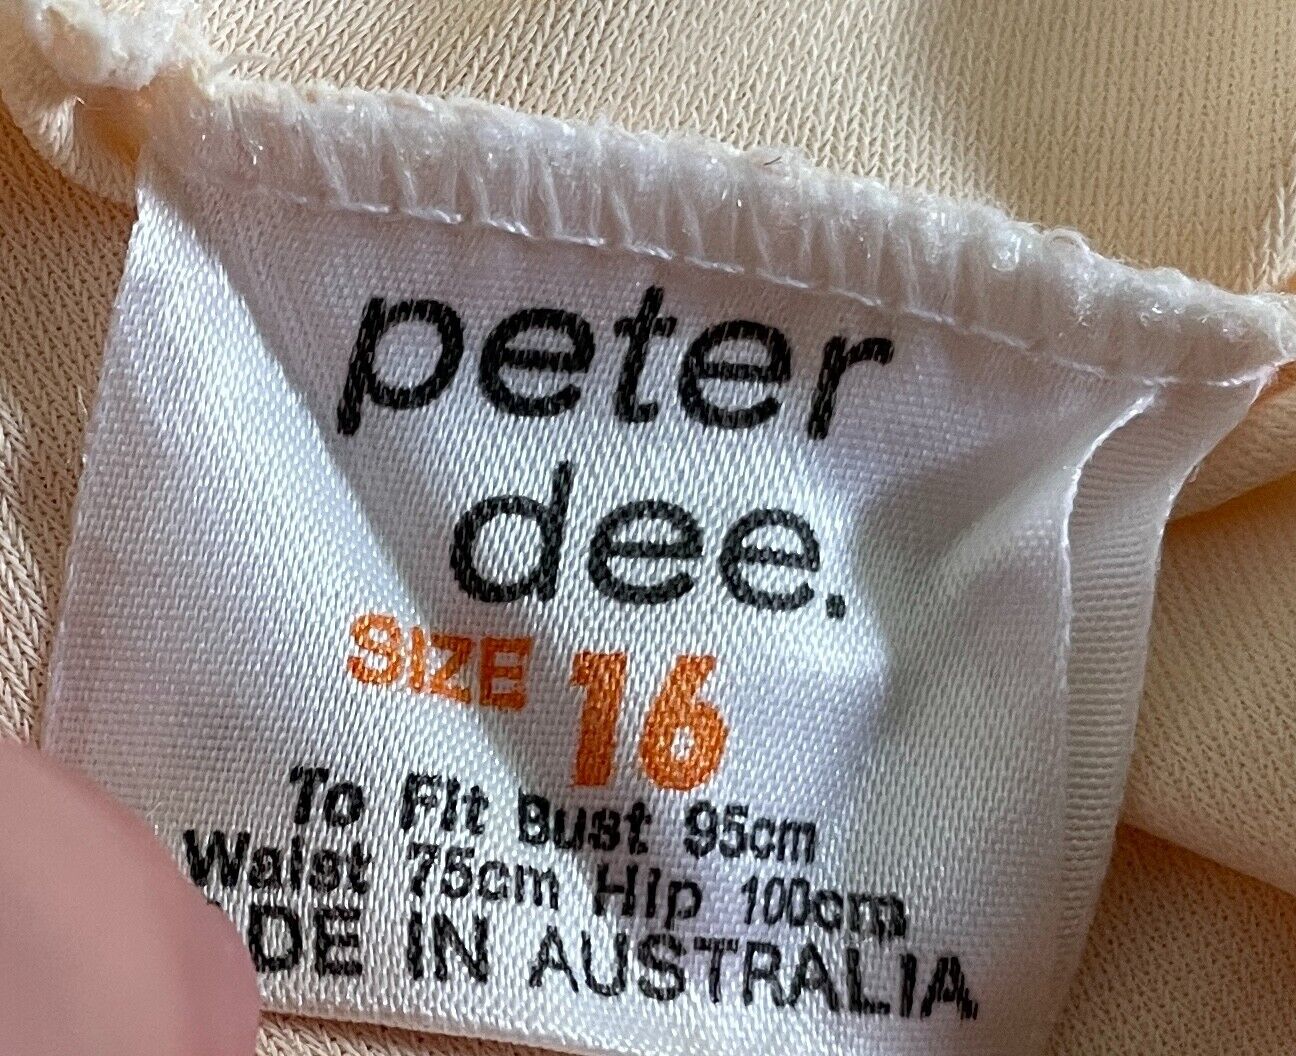 peter
dee.
SIZE 16
To Fit Bust 95cm
Waist 75cm Hip 100cm
DE IN AUSTRALIA